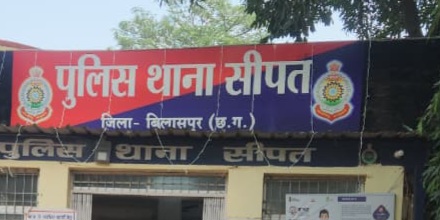 पुलिस थाना सीपत
जिला- बिलासपुर (छ.ग.)
पुलिस थाना सीपत